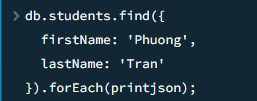 > db.students.find({
firstName: 'Phuong',
lastName: 'Tran'
}).forEach(printjson);